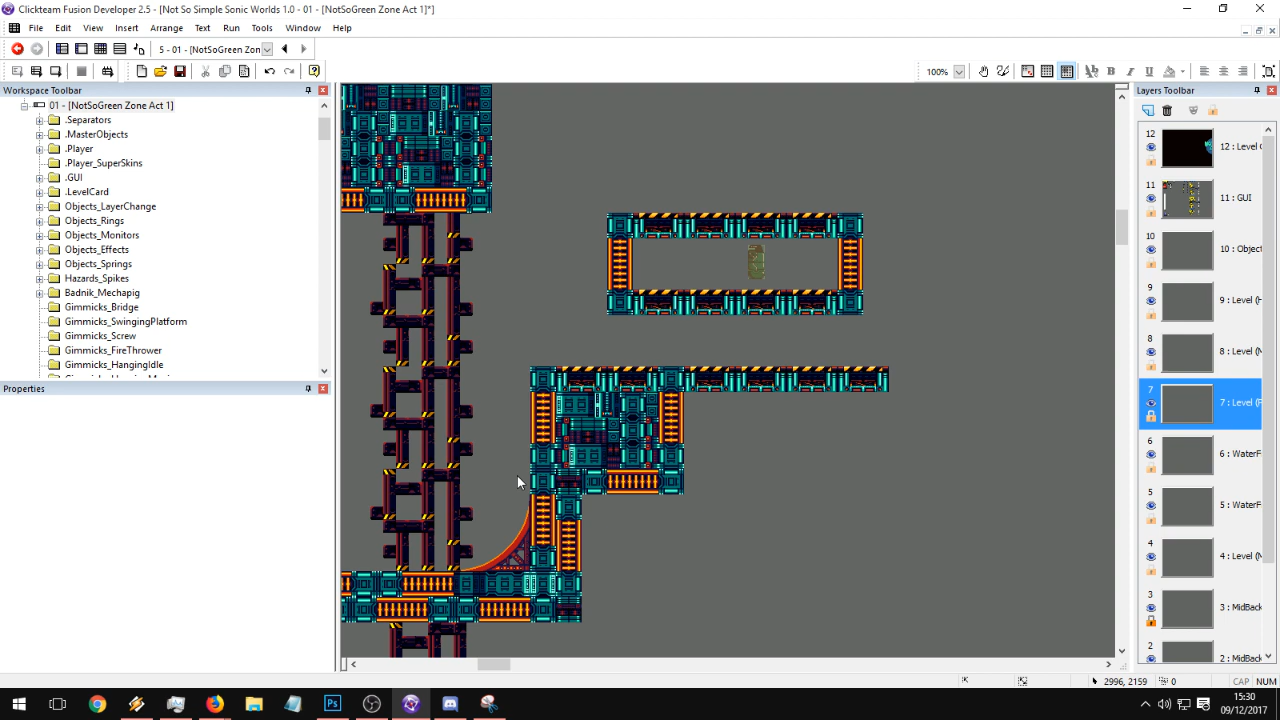 Clickteam Fusion Developer 2.5 - [Not So Simple Sonic Worlds 1.0 - 01 - [NotSoGreen Zone Act 1]*]
File Edit View Insert Arrange Text Run Tools Window Help
5 - 01 - [NotSoGreen Zon
100%
Workspace Toolbar
01 - [NotSoGreen Zone Act 1]
.Separators
.MasterObjects
.Player
.Player_SuperSkins
.GUI
.LevelCard
Objects_LayerChange
Objects_Rings
Objects_Monitors
Objects_Effects
Objects_Springs
Hazards_Spikes
Badnik_Mechapig
Gimmicks_Bridge
Gimmicks_SwingingPlatform
Gimmicks_Screw
Gimmicks_FireThrower
Gimmicks_HangingIdle
Properties
Layers Toolbar
12
12 : Level
11
11 : GUI
10
10 : Object
9
9 : Level (
8
8 : Level (
7
7 : Level (F
6
6 : WaterF
5
5 : WaterF
4
4 : Level (
3
3 : MidBack
2
2 : MidBack
2996, 2159
0
CAP NUM
15:30
09/12/2017